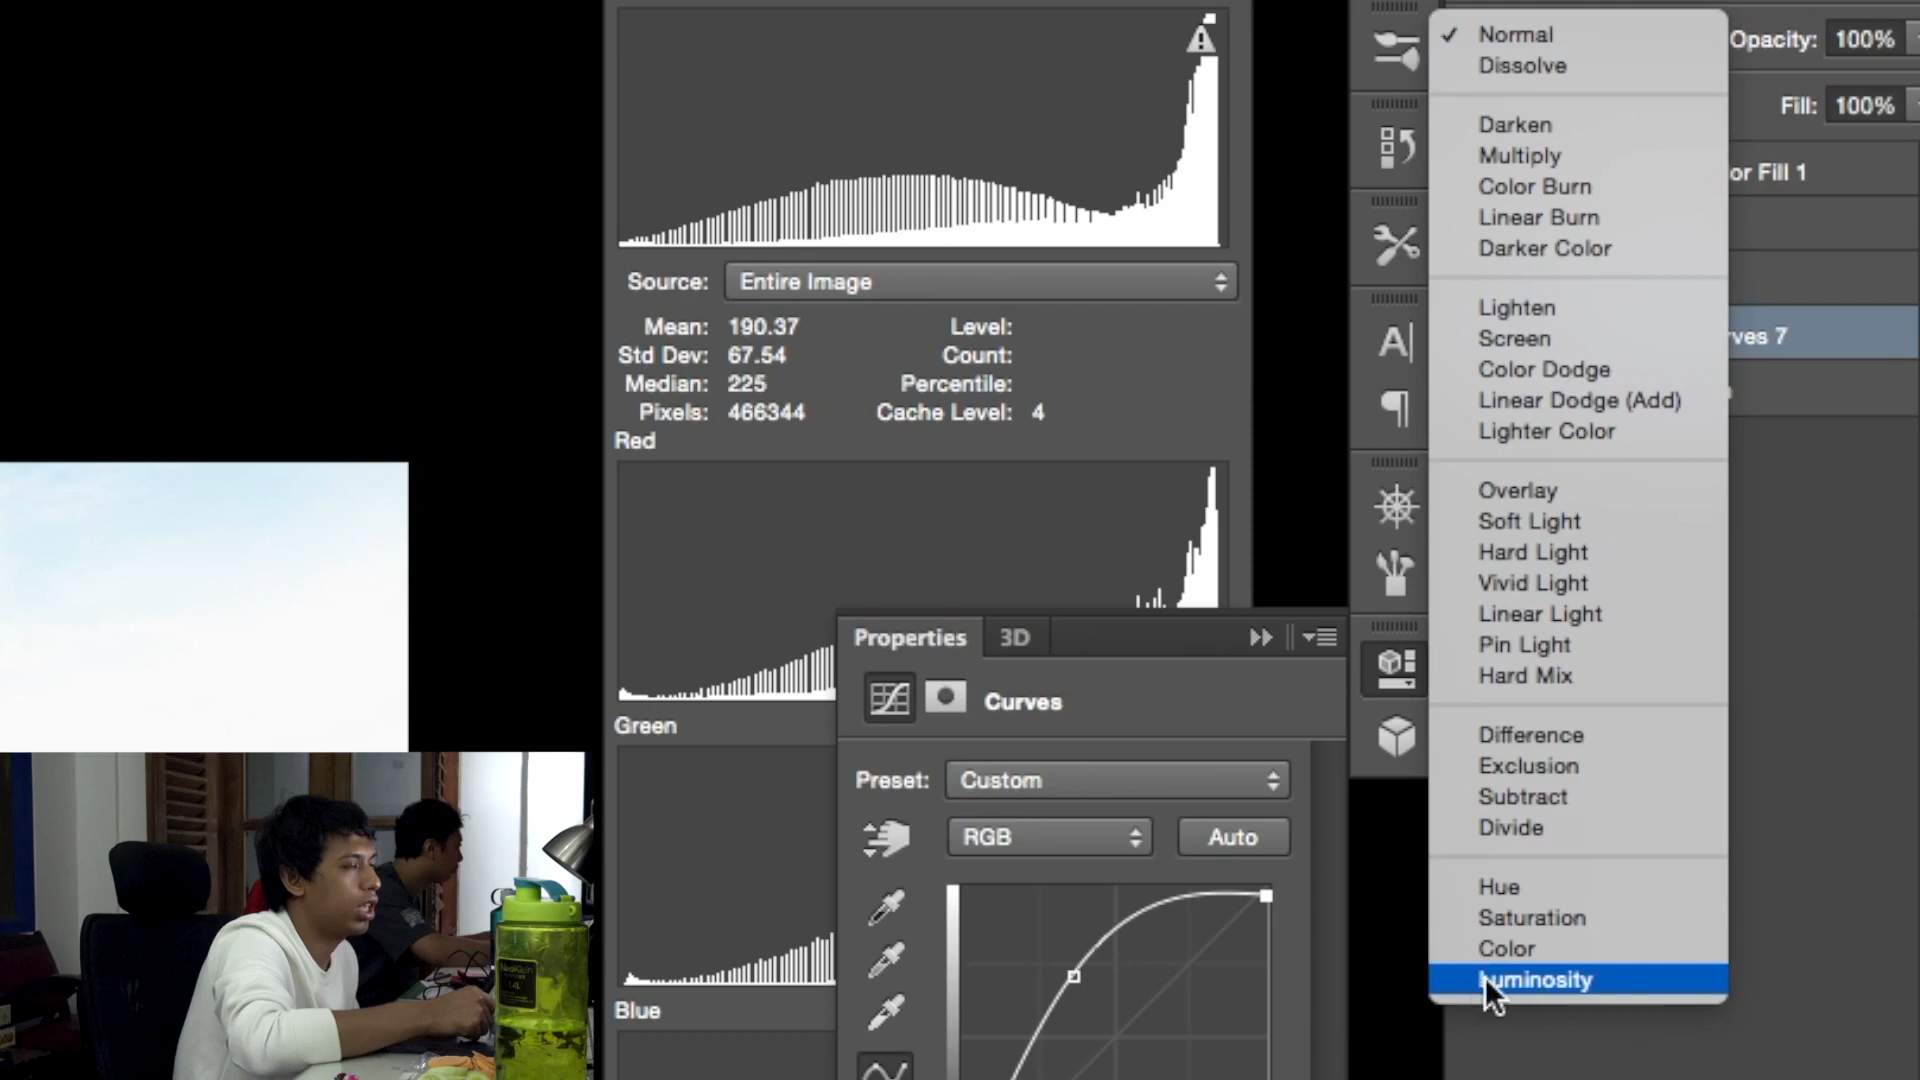 Source: Entire Image
Mean: 190.37 Level:
Std Dev: 67.54 Count:
Median: 225 Percentile:
Pixels: 466344 Cache Level: 4
Red
Green
Blue
Properties 3D
Curves
Preset: Custom
RGB Auto
Normal
Dissolve
Darken
Multiply
Color Burn
Linear Burn
Darker Color
Lighten
Screen
Color Dodge
Linear Dodge (Add)
Lighter Color
Overlay
Soft Light
Hard Light
Vivid Light
Linear Light
Pin Light
Hard Mix
Difference
Exclusion
Subtract
Divide
Hue
Saturation
Color
Luminosity
Opacity: 100%
Fill: 100%
or Fill 1
rves 7